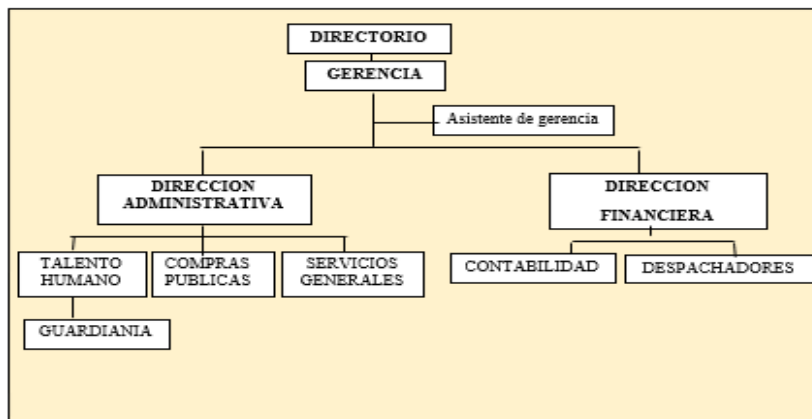 DIRECTORIO
GERENCIA
Asistente de gerencia
DIRECCION
ADMINISTRATIVA
DIRECCION
FINANCIERA
TALENTO
HUMANO
COMPRAS
PUBLICAS
SERVICIOS
GENERALES
CONTABILIDAD
DESPACHADORES
GUARDIANIA